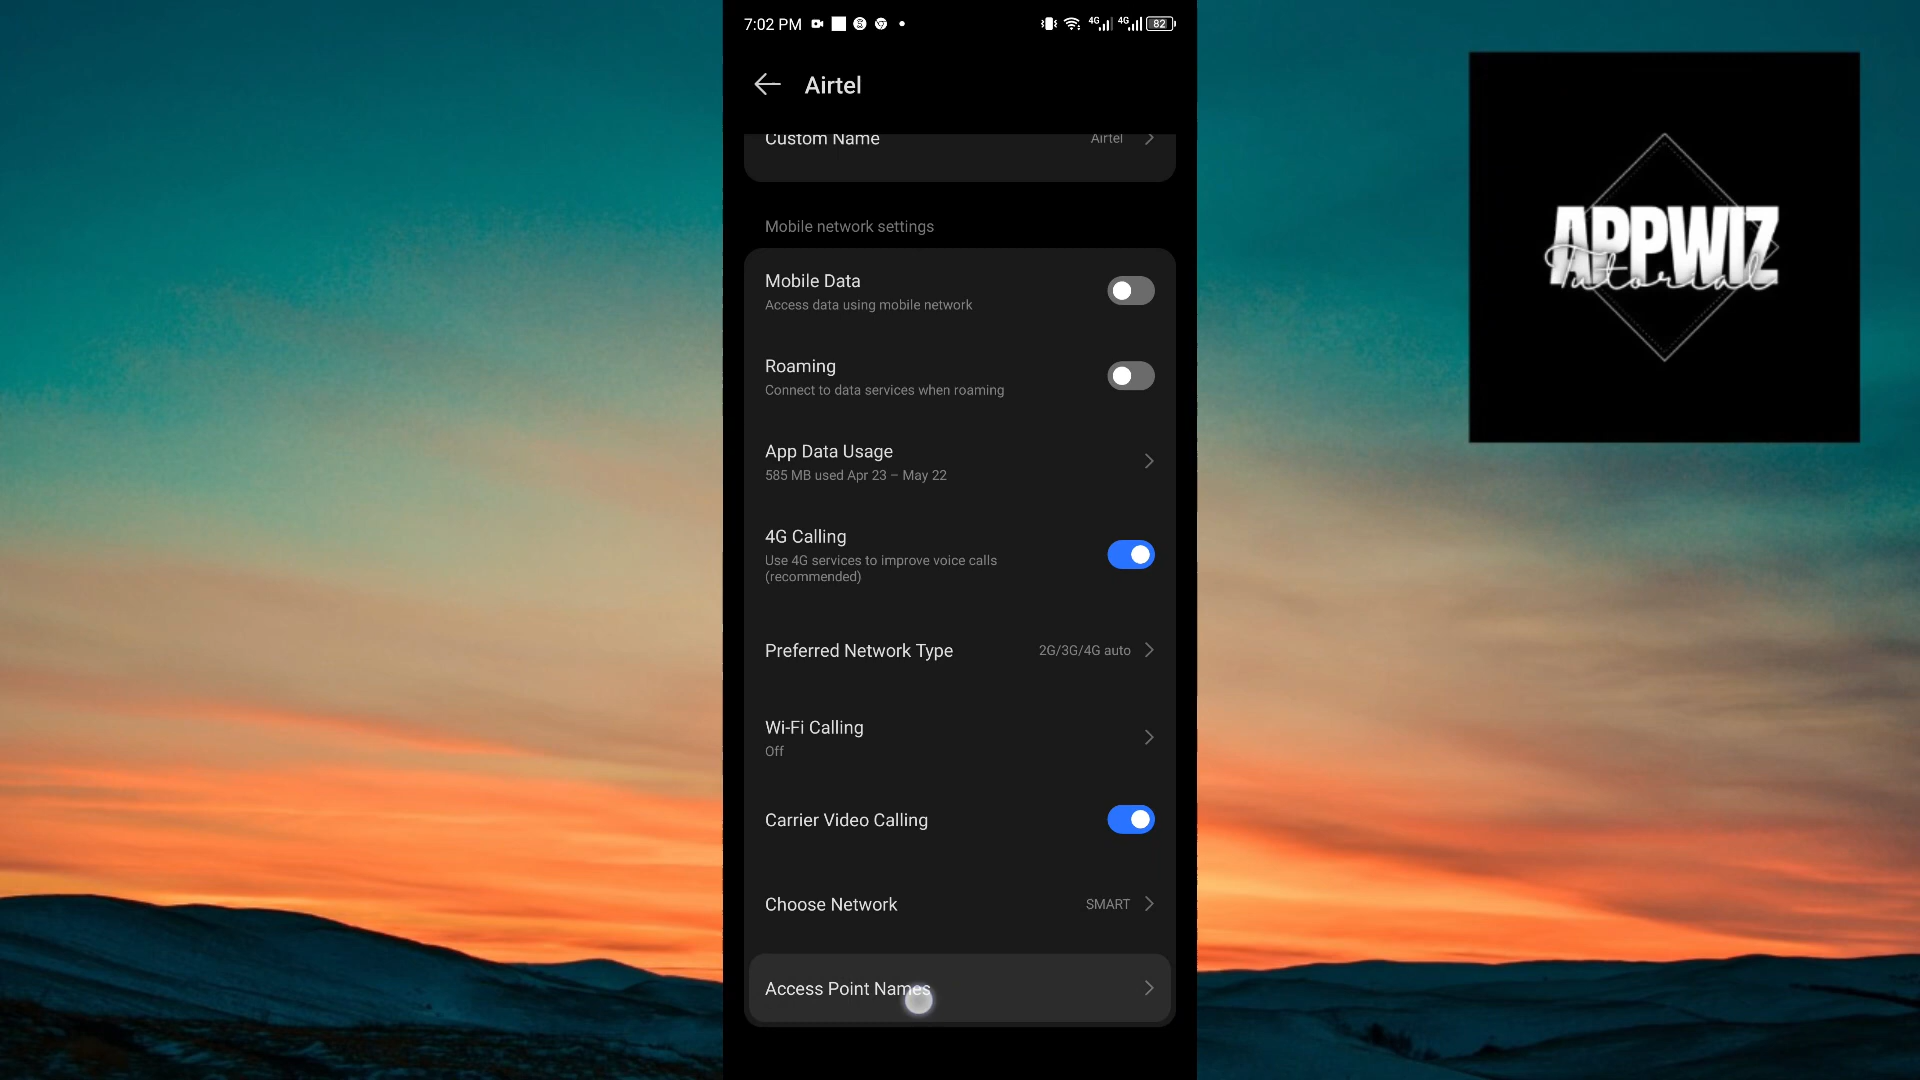 7:02 PM 4G 4G 82
Airtel
Custom Name Airtel
Mobile network settings
Mobile Data
Access data using mobile network
Roaming
Connect to data services when roaming
App Data Usage
585 MB used Apr 23 – May 22
4G Calling
Use 4G services to improve voice calls
(recommended)
Preferred Network Type 2G/3G/4G auto
Wi-Fi Calling
Off
Carrier Video Calling
Choose Network SMART
Access Point Names
APPWIZ
Tutorial